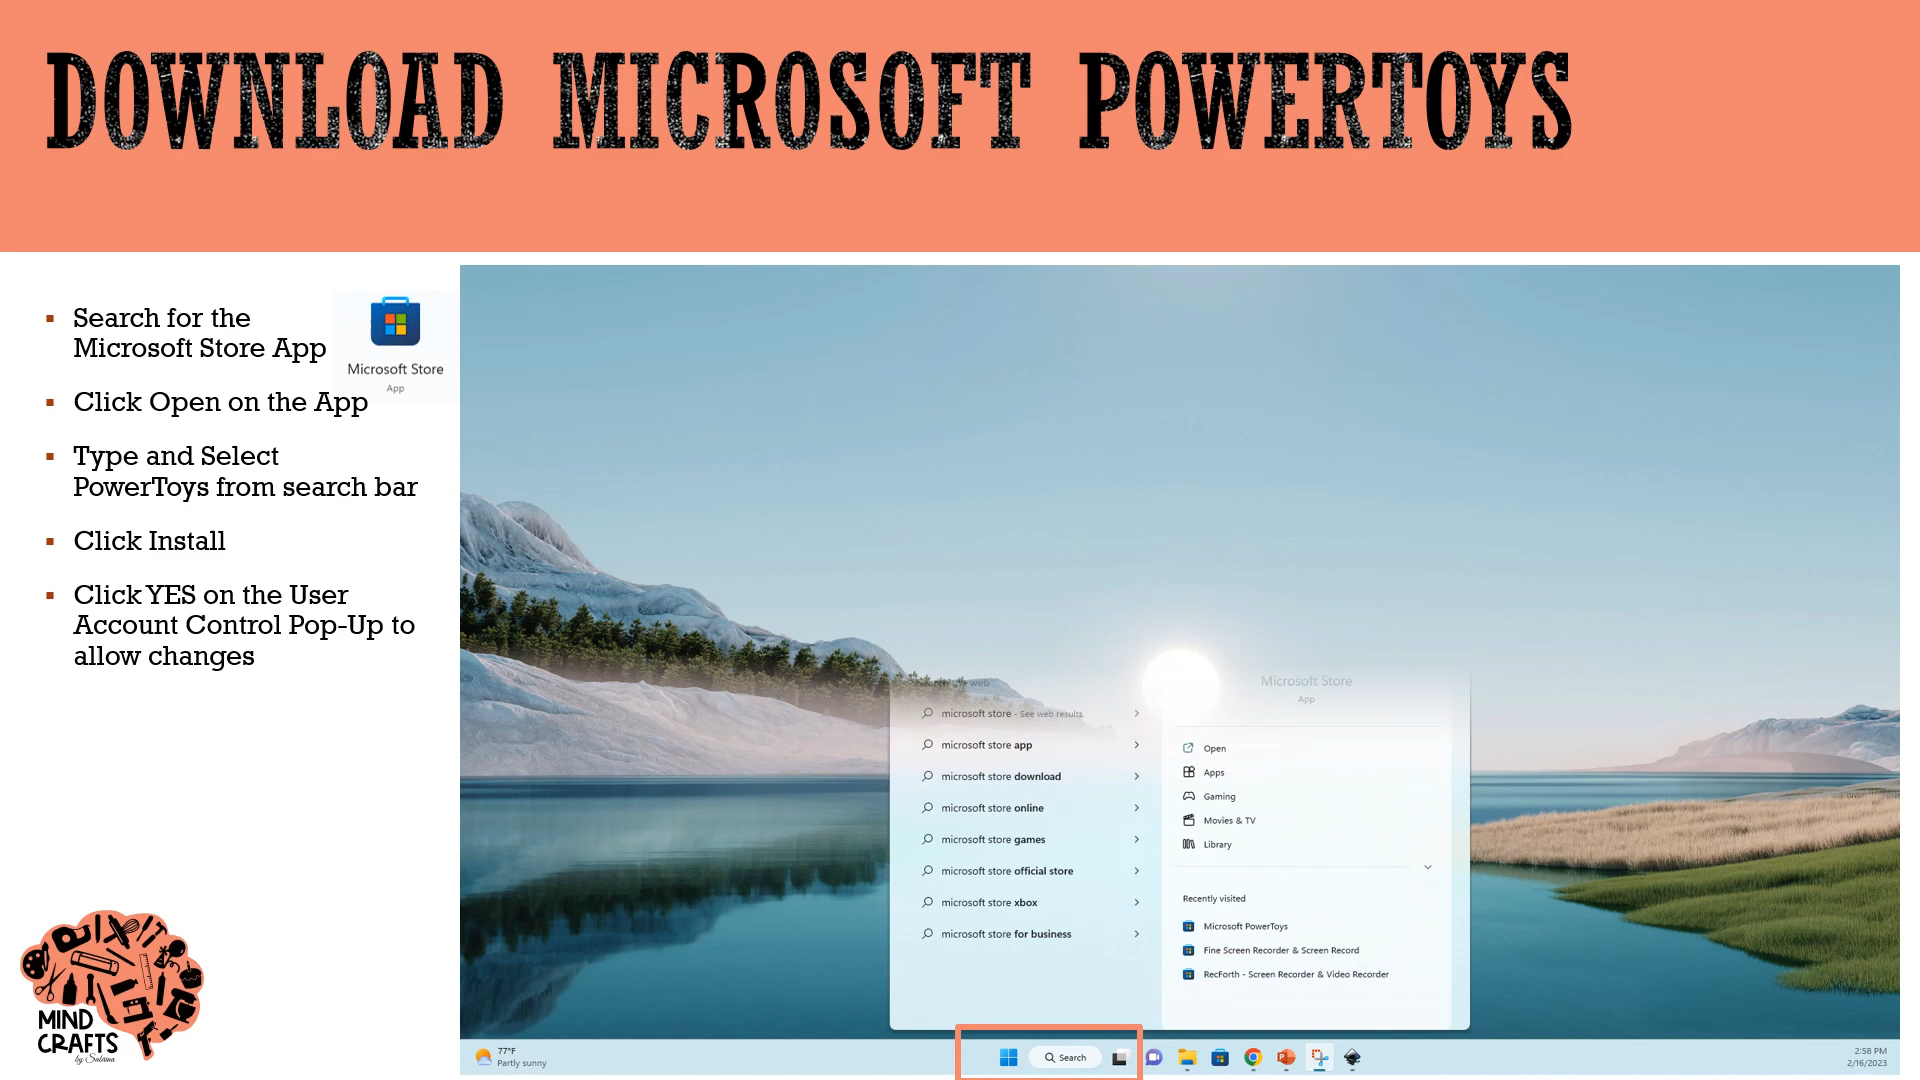 DOWNLOAD MICROSOFT POWERTOYS
Search for the
Microsoft Store App
Microsoft Store
App
Click Open on the App
Type and Select
PowerToys from search bar
Click Install
Click YES on the User
Account Control Pop-Up to
allow changes
MIND
CRAFTS
by Sabrina
Search the web
microsoft store - See web results
microsoft store app
microsoft store download
microsoft store online
microsoft store games
microsoft store official store
microsoft store xbox
microsoft store for business
Microsoft Store
App
Open
Apps
Gaming
Movies & TV
Library
Recently visited
Microsoft PowerToys
Fine Screen Recorder & Screen Record
RecForth - Screen Recorder & Video Recorder
77°F
Partly sunny
Search
2:58 PM
2/16/2023